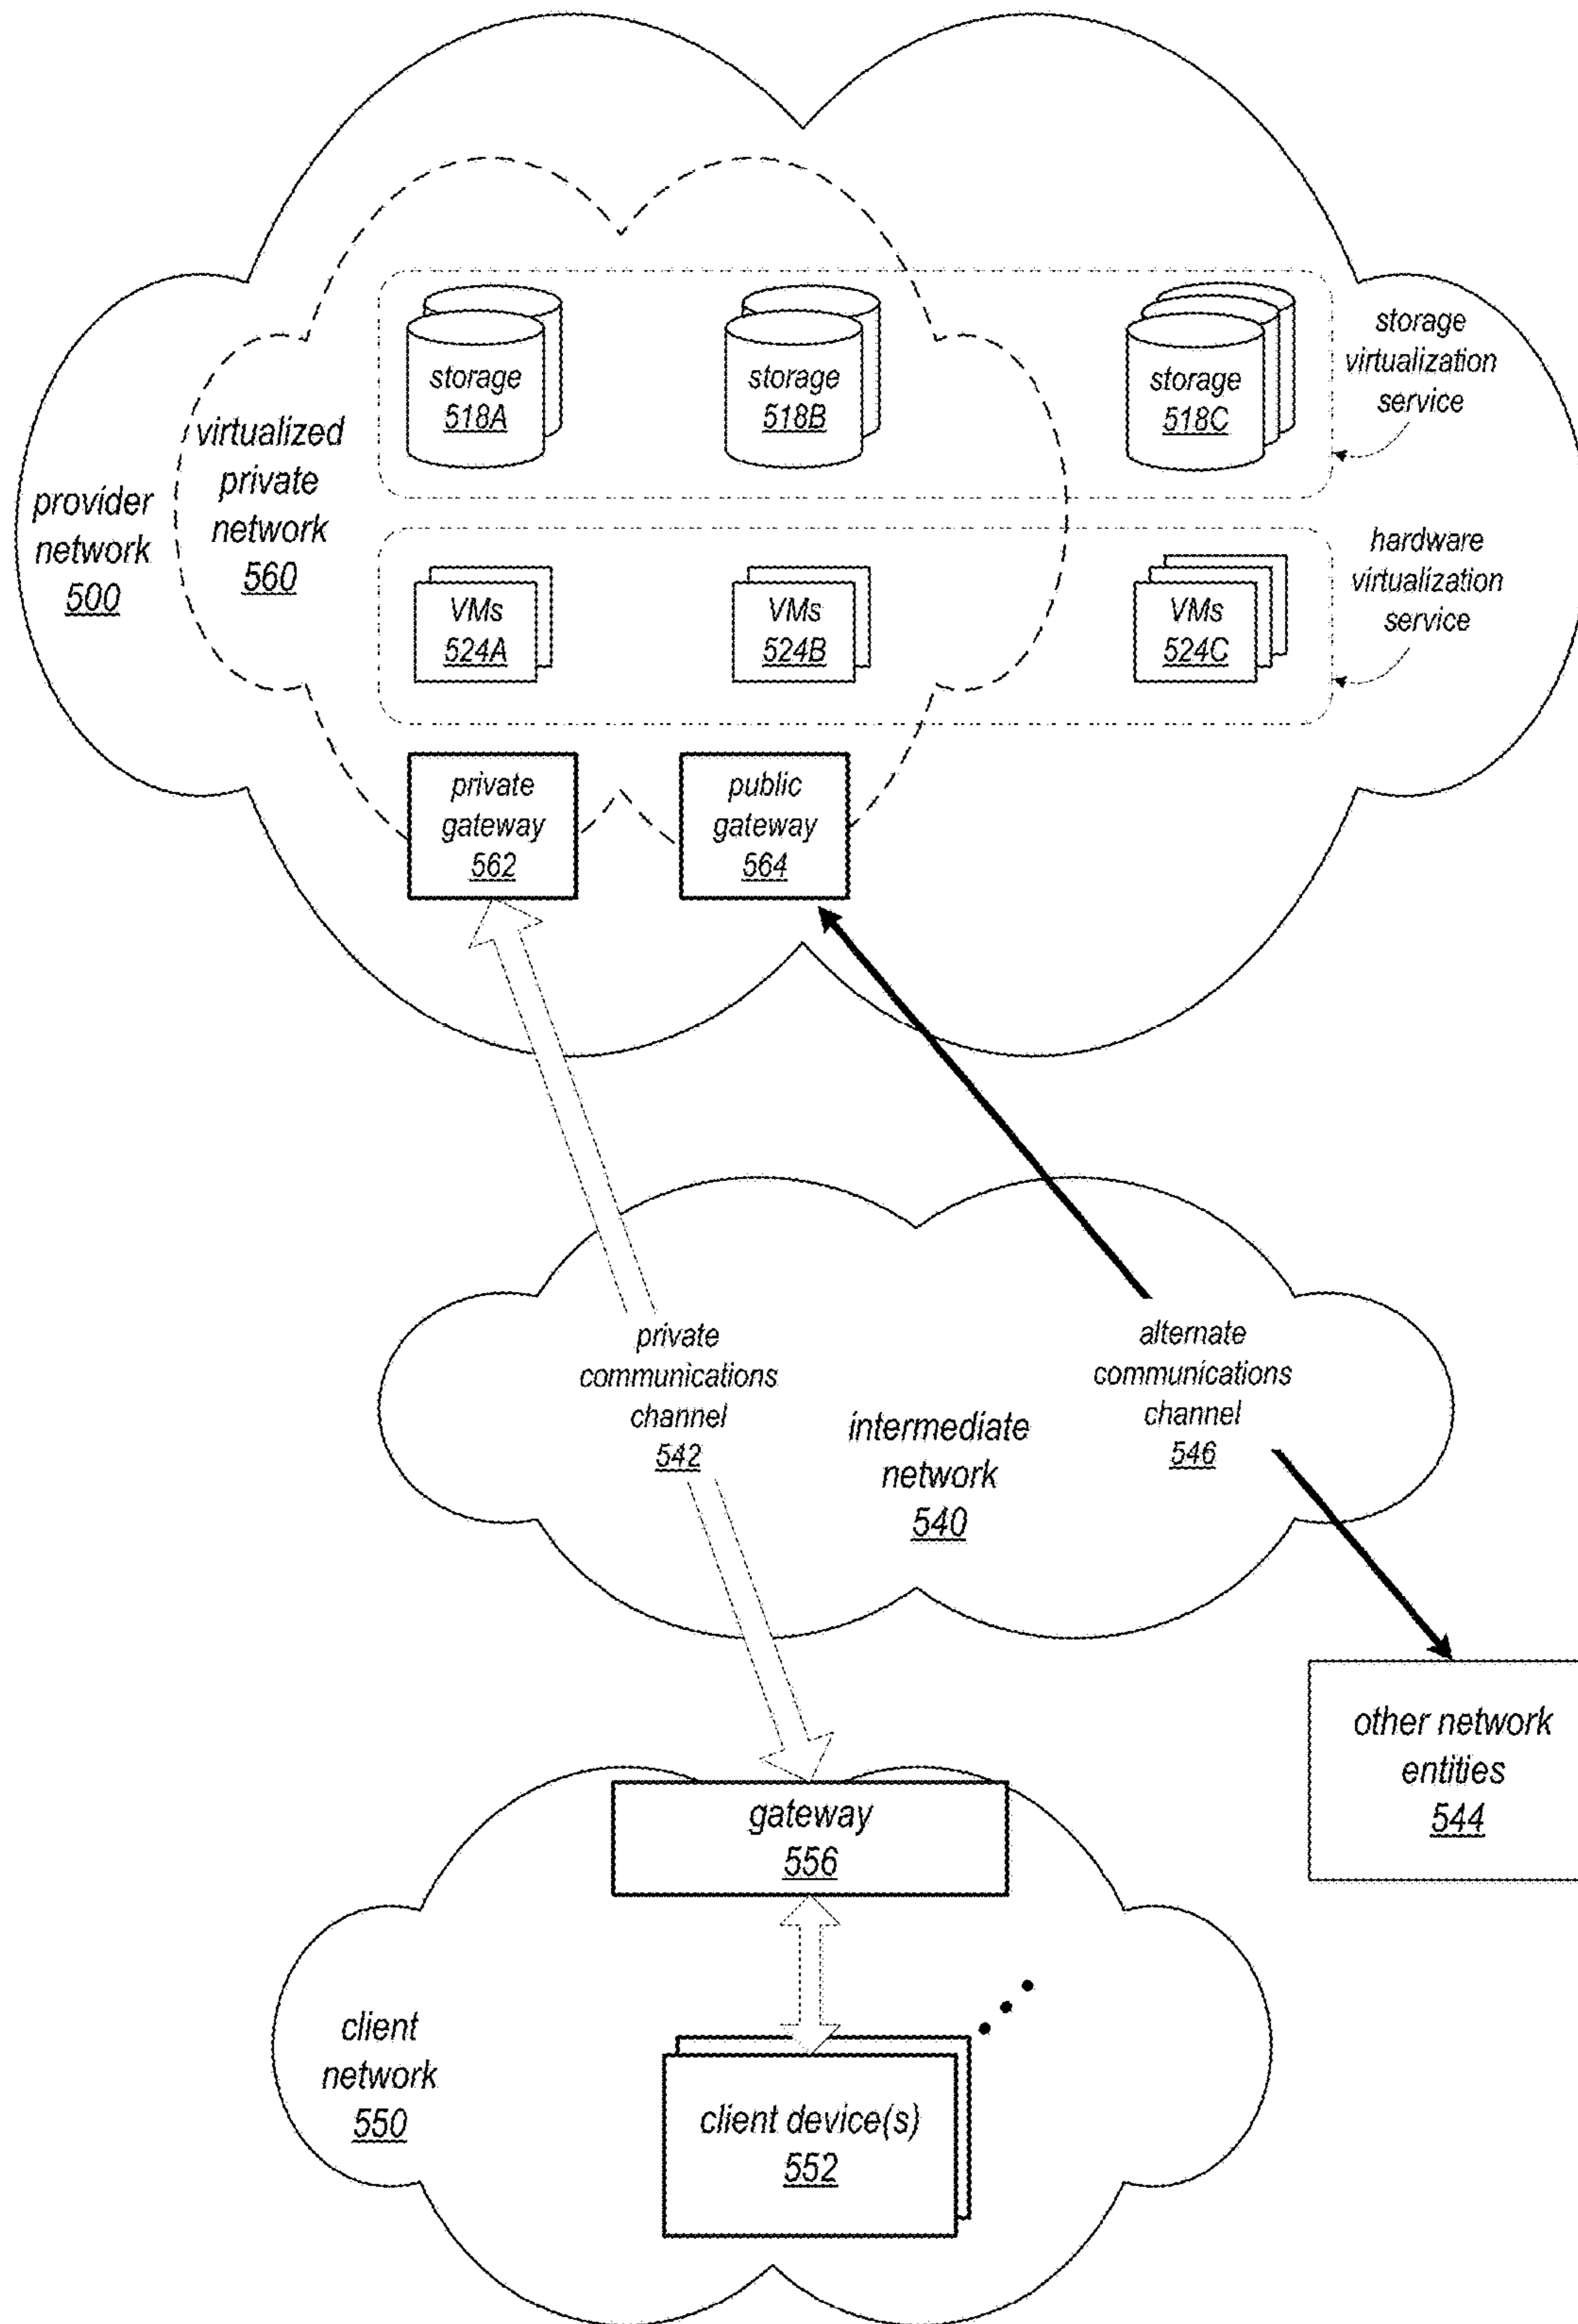 storage
518A
storage
518B
storage
518C
storage
virtualization
service
virtualized
private
network
560
provider
network
500
VMs
524A
VMs
524B
VMs
524C
hardware
virtualization
service
private
gateway
562
public
gateway
564
private
communications
channel
542
alternate
communications
channel
546
intermediate
network
540
other network
entities
544
gateway
556
client
network
550
client device(s)
552